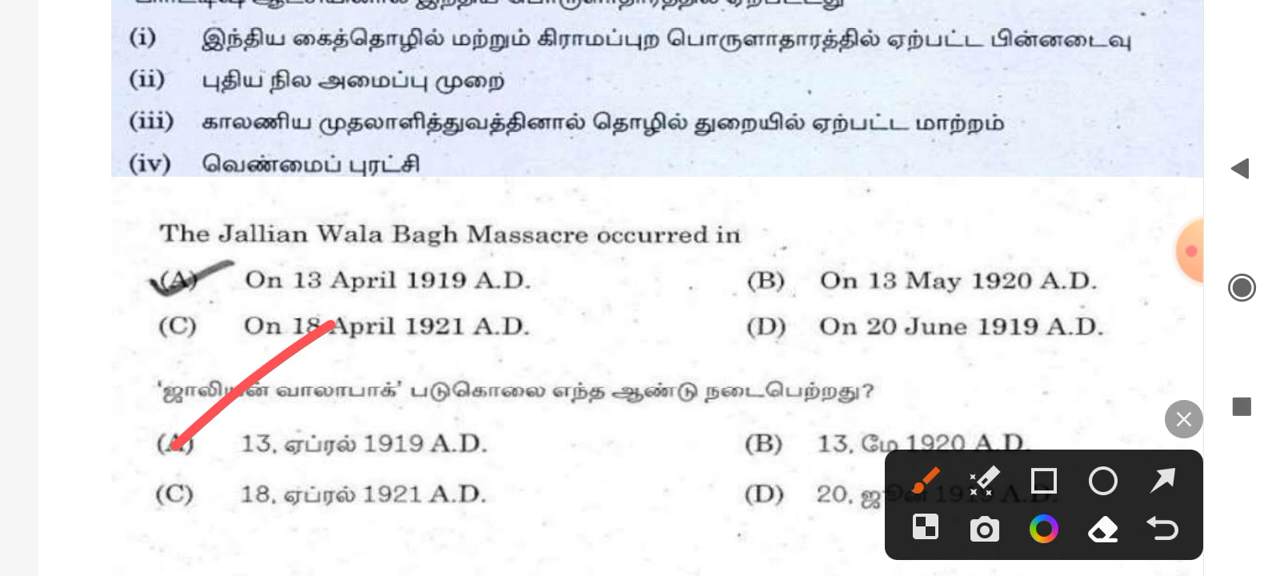 (i) இந்திய கைத்தொழில் மற்றும் கிராமப்புற பொருளாதாரத்தில் ஏற்பட்ட பின்னடைவு
(ii) புதிய நில அமைப்பு முறை
(iii) காலணிய முதலாளித்துவத்தினால் தொழில் துறையில் ஏற்பட்ட மாற்றம்
(iv) வெண்மைப் புரட்சி
The Jallian Wala Bagh Massacre occurred in
(A) On 13 April 1919 A.D. (B) On 13 May 1920 A.D.
(C) On 18 April 1921 A.D. (D) On 20 June 1919 A.D.
'ஜாலியன் வாலாபாக்' படுகொலை எந்த ஆண்டு நடைபெற்றது?
(A) 13, ஏப்ரல் 1919 A.D. (B) 13, மே 1920 A.D.
(C) 18, ஏப்ரல் 1921 A.D. (D) 20, ஜூன் 1919 A.D.